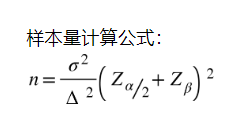 样本量计算公式：
n = σ² / Δ² ( Z_{α/2} + Z_β )²